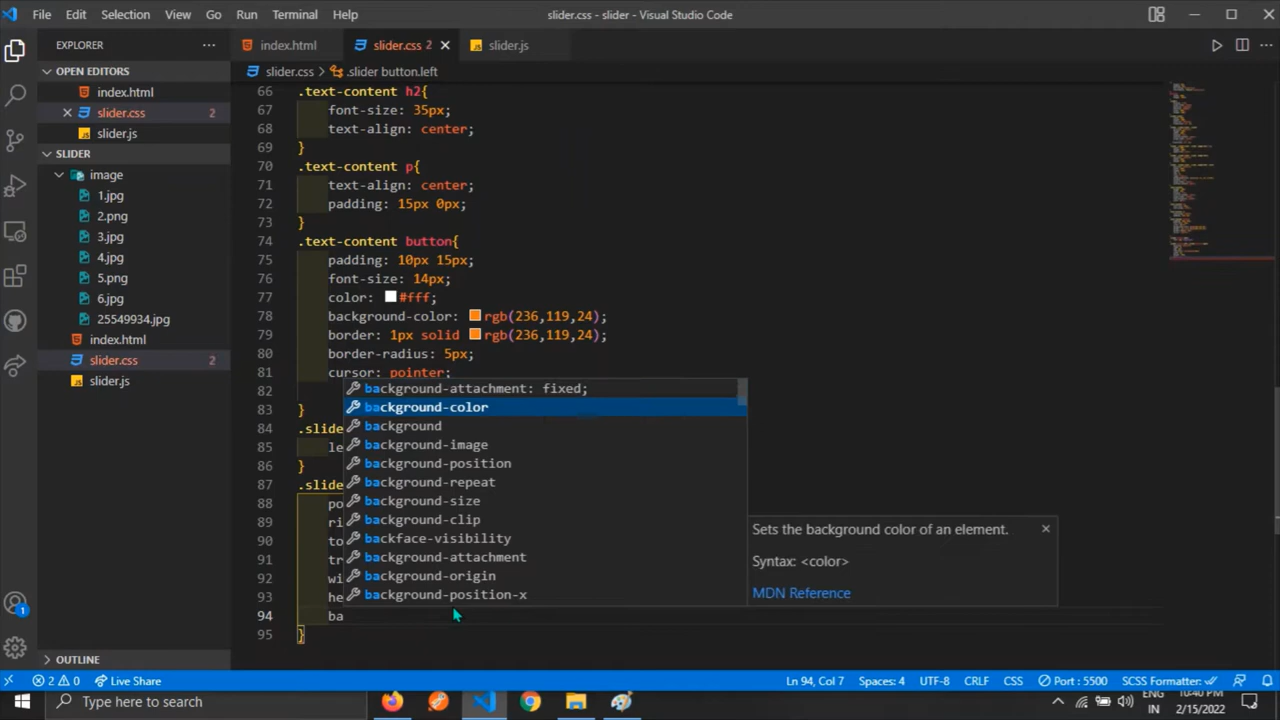 File Edit Selection View Go Run Terminal Help
slider.css - slider - Visual Studio Code
EXPLORER
index.html
slider.css 2
slider.js
OPEN EDITORS
slider.css > .slider button.left
index.html
slider.css 2
slider.js
SLIDER
image
1.jpg
2.png
3.jpg
4.jpg
5.png
6.jpg
25549934.jpg
index.html
slider.css 2
slider.js
OUTLINE
66 .text-content h2{
67 font-size: 35px;
68 text-align: center;
69 }
70 .text-content p{
71 text-align: center;
72 padding: 15px 0px;
73 }
74 .text-content button{
75 padding: 10px 15px;
76 font-size: 14px;
77 color: #fff;
78 background-color: rgb(236,119,24);
79 border: 1px solid rgb(236,119,24);
80 border-radius: 5px;
81 cursor: pointer;
82
83 }
84 .slide
85 le
86 }
87 .slide
88 po
89 ri
90 to
91 tr
92 wi
93 he
94 ba
95 }
background-attachment: fixed;
background-color
background
background-image
background-position
background-repeat
background-size
background-clip
backface-visibility
background-attachment
background-origin
background-position-x
Sets the background color of an element.
Syntax: <color>
MDN Reference
1
2 0 Live Share
Ln 94, Col 7 Spaces: 4 UTF-8 CRLF CSS Port : 5500 SCSS Formatter:
Type here to search
ENG
IN
10:40 PM
2/15/2022